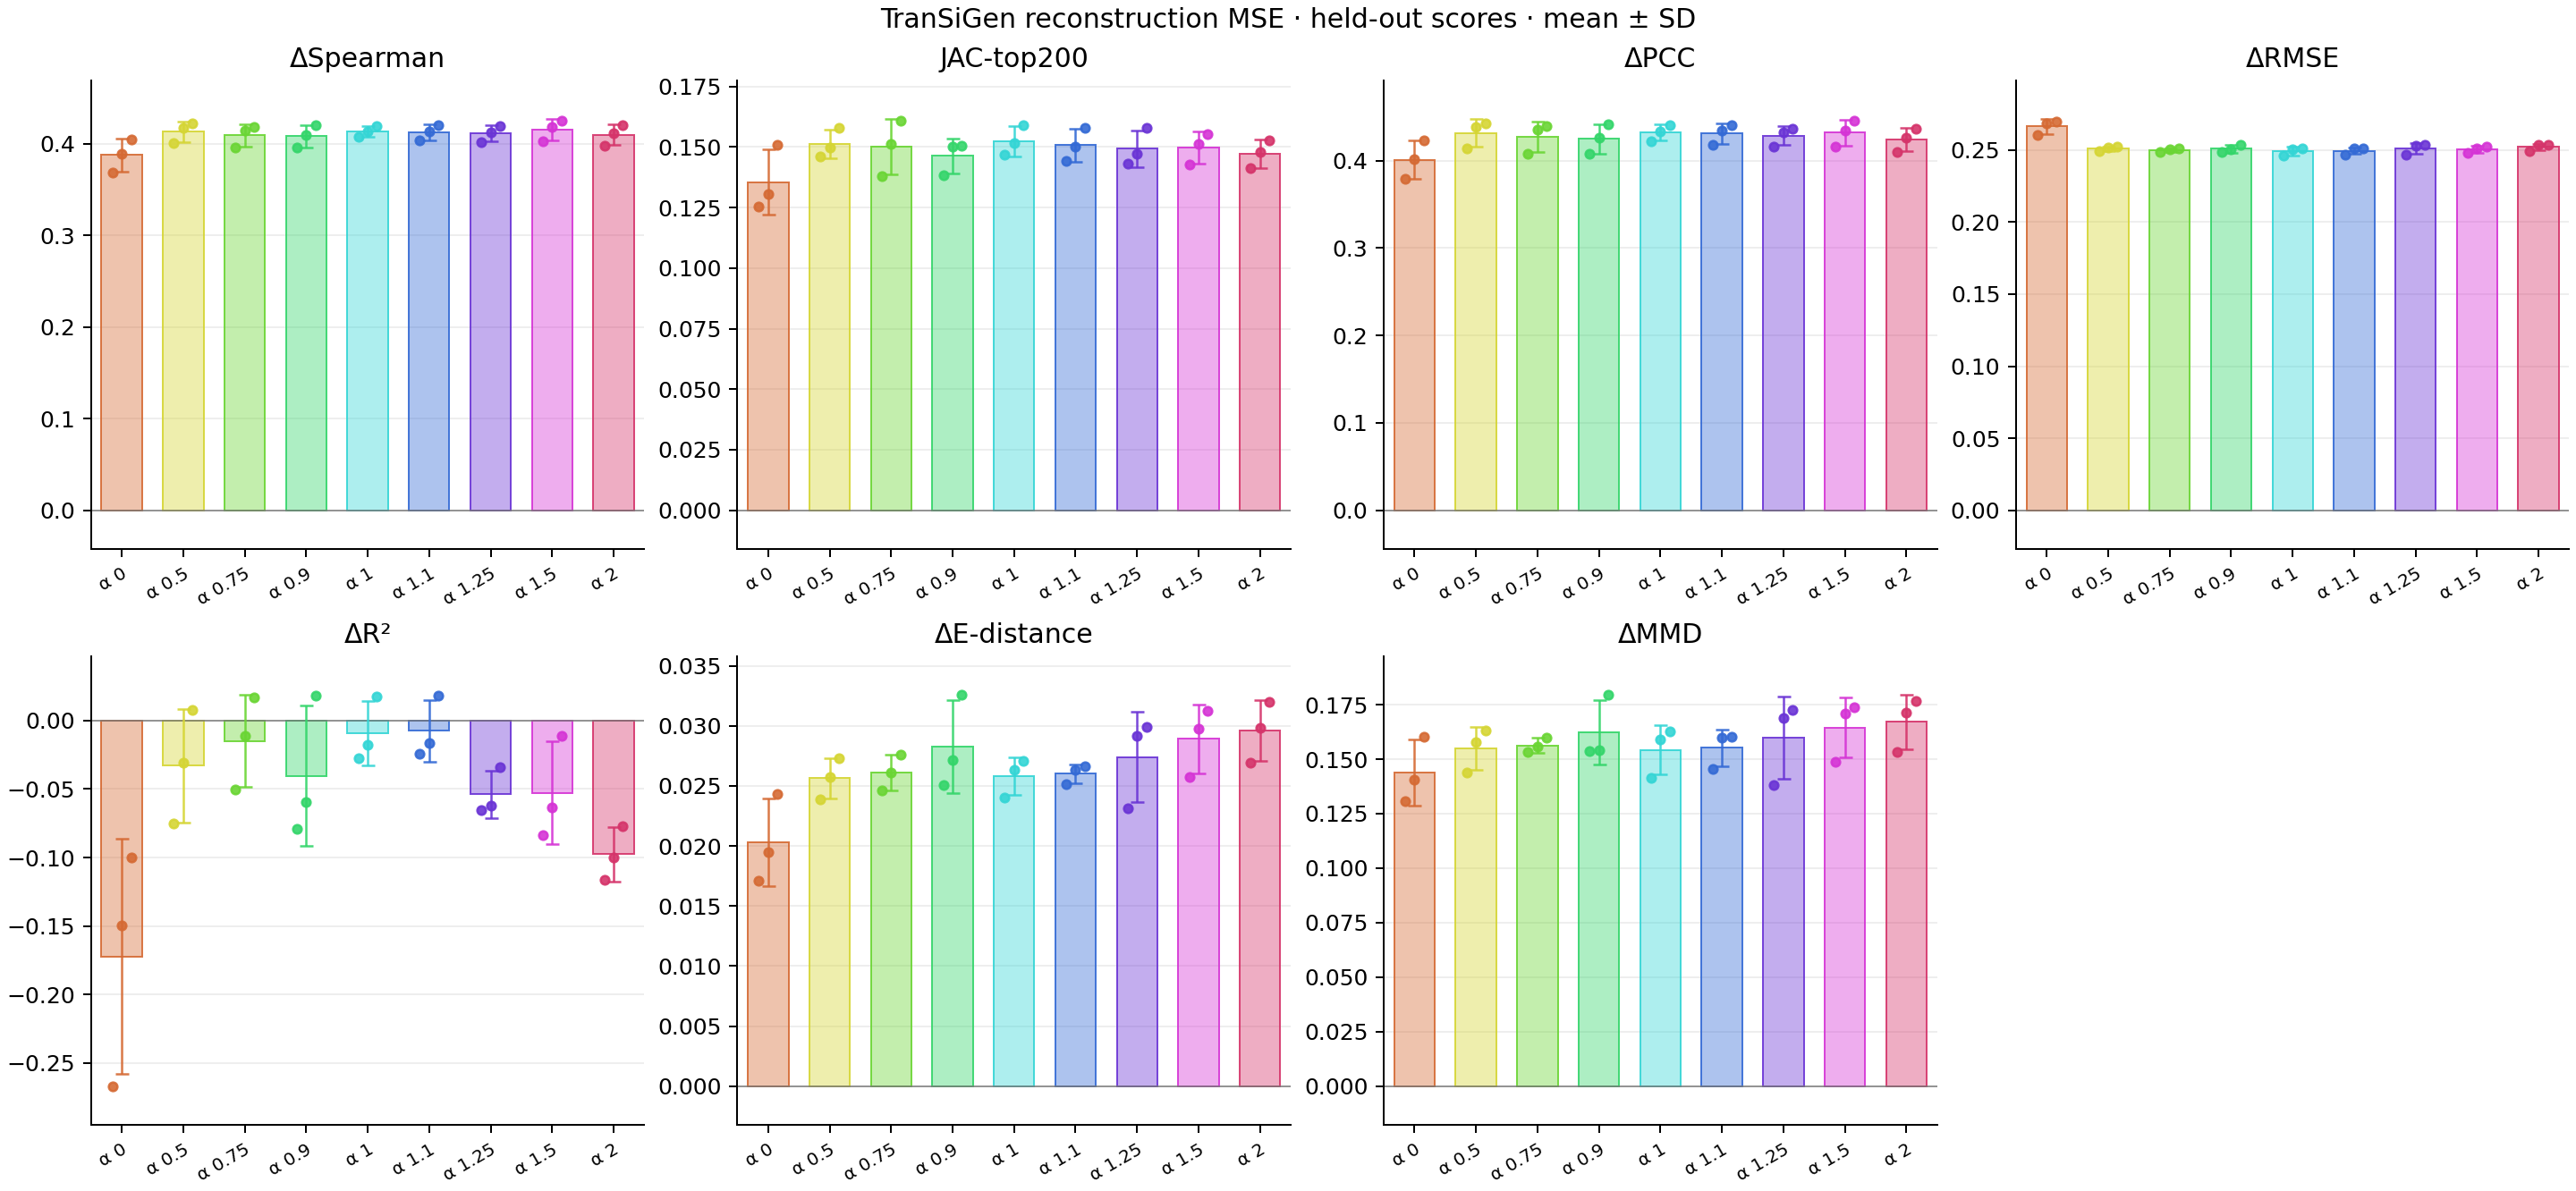 TranSiGen reconstruction MSE · held-out scores · mean ± SD
ΔSpearman
0.4
0.3
0.2
0.1
0.0
α 0
α 0.5
α 0.75
α 0.9
α 1
α 1.1
α 1.25
α 1.5
α 2
JAC-top200
0.175
0.150
0.125
0.100
0.075
0.050
0.025
0.000
α 0
α 0.5
α 0.75
α 0.9
α 1
α 1.1
α 1.25
α 1.5
α 2
ΔPCC
0.4
0.3
0.2
0.1
0.0
α 0
α 0.5
α 0.75
α 0.9
α 1
α 1.1
α 1.25
α 1.5
α 2
ΔRMSE
0.25
0.20
0.15
0.10
0.05
0.00
α 0
α 0.5
α 0.75
α 0.9
α 1
α 1.1
α 1.25
α 1.5
α 2
ΔR²
0.00
−0.05
−0.10
−0.15
−0.20
−0.25
α 0
α 0.5
α 0.75
α 0.9
α 1
α 1.1
α 1.25
α 1.5
α 2
ΔE-distance
0.035
0.030
0.025
0.020
0.015
0.010
0.005
0.000
α 0
α 0.5
α 0.75
α 0.9
α 1
α 1.1
α 1.25
α 1.5
α 2
ΔMMD
0.175
0.150
0.125
0.100
0.075
0.050
0.025
0.000
α 0
α 0.5
α 0.75
α 0.9
α 1
α 1.1
α 1.25
α 1.5
α 2